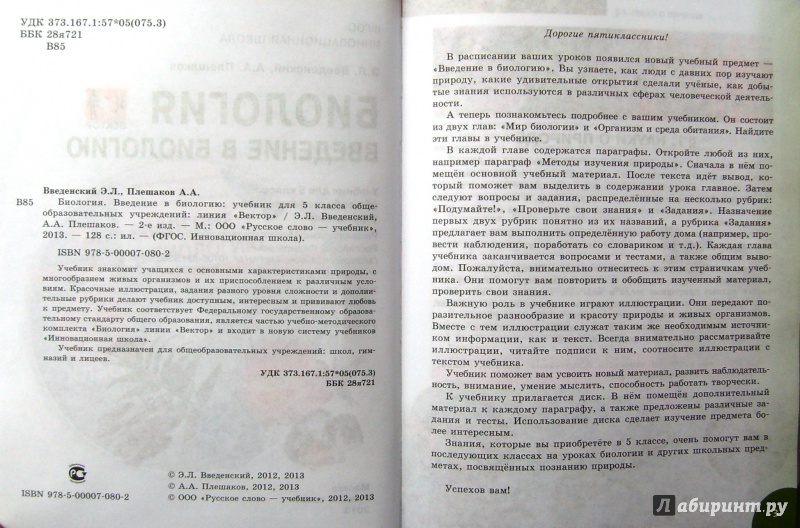 УДК 373.167.1:57*05(075.3)
ББК 28я721
В85
Введенский Э.Л., Плешаков А.А.
В85 Биология. Введение в биологию: учебник для 5 класса обще-
образовательных учреждений: линия «Вектор» / Э.Л. Введенский,
А.А. Плешаков. — 2-е изд. — М.: ООО «Русское слово — учебник»,
2013. — 128 с.: ил. — (ФГОС. Инновационная школа).
ISBN 978-5-00007-080-2
Учебник знакомит учащихся с основными характеристиками природы, с
многообразием живых организмов и их приспособлением к различным усло-
виям. Красочные иллюстрации, задания разного уровня сложности и дополни-
тельные рубрики делают учебник доступным, интересным и прививают любовь
к предмету. Учебник соответствует Федеральному государственному образова-
тельному стандарту общего образования, является частью учебно-методического
комплекта «Биология» линии «Вектор» и входит в новую систему учебников
«Инновационная школа».
Учебник предназначен для общеобразовательных учреждений: школ, гим-
назий и лицеев.
УДК 373.167.1:57*05(075.3)
ББК 28я721
© Э.Л. Введенский, 2012, 2013
© А.А. Плешаков, 2012, 2013
ISBN 978-5-00007-080-2
© ООО «Русское слово — учебник», 2012, 2013
Дорогие пятиклассники!
В расписании ваших уроков появился новый учебный предмет —
«Введение в биологию». Вы узнаете, как люди с давних пор изучают
природу, какие удивительные открытия сделали учёные, как добы-
тые знания используются в различных сферах человеческой деятель-
ности.
А теперь познакомьтесь подробнее с вашим учебником. Он состоит
из двух глав: «Мир биологии» и «Организм и среда обитания». Найдите
эти главы в учебнике.
В каждой главе содержатся параграфы. Откройте любой из них,
например параграф «Методы изучения природы». Сначала в нём по-
мещён основной учебный материал. После текста идёт вывод, кото-
рый поможет вам выделить в содержании урока главное. Затем
следуют вопросы и задания, распределённые на несколько рубрик:
«Подумайте!», «Проверьте свои знания» и «Задания». Назначение
первых двух рубрик понятно из их названий, а рубрика «Задания»
предлагает вам выполнить определённую работу дома (например, про-
вести наблюдения, поработать со словариком и т.д.). Каждая глава
учебника заканчивается вопросами и тестами, а также общим выво-
дом. Пожалуйста, внимательно отнеситесь к этим страничкам учеб-
ника. Они помогут вам повторить и обобщить изученный материал,
проверить свои знания.
Важную роль в учебнике играют иллюстрации. Они передают по-
разительное разнообразие и красоту природы и живых организмов.
Вместе с тем иллюстрации служат таким же необходимым источни-
ком информации, как и текст. Всегда внимательно рассматривайте
иллюстрации, читайте подписи к ним, соотносите иллюстрации с
текстом учебника.
Учебник поможет вам усвоить новый материал, развить наблюдатель-
ность, внимание, умение мыслить, способность работать творчески.
К учебнику прилагается диск. В нём помещён дополнительный
материал к каждому параграфу, а также предложены различные за-
дания и тесты. Использование диска сделает изучение предмета бо-
лее интересным.
Знания, которые вы приобретёте в 5 классе, очень помогут вам в
последующих классах на уроках биологии и других школьных пред-
метах, посвящённых познанию природы.
Успехов вам!
Лабиринт.ру